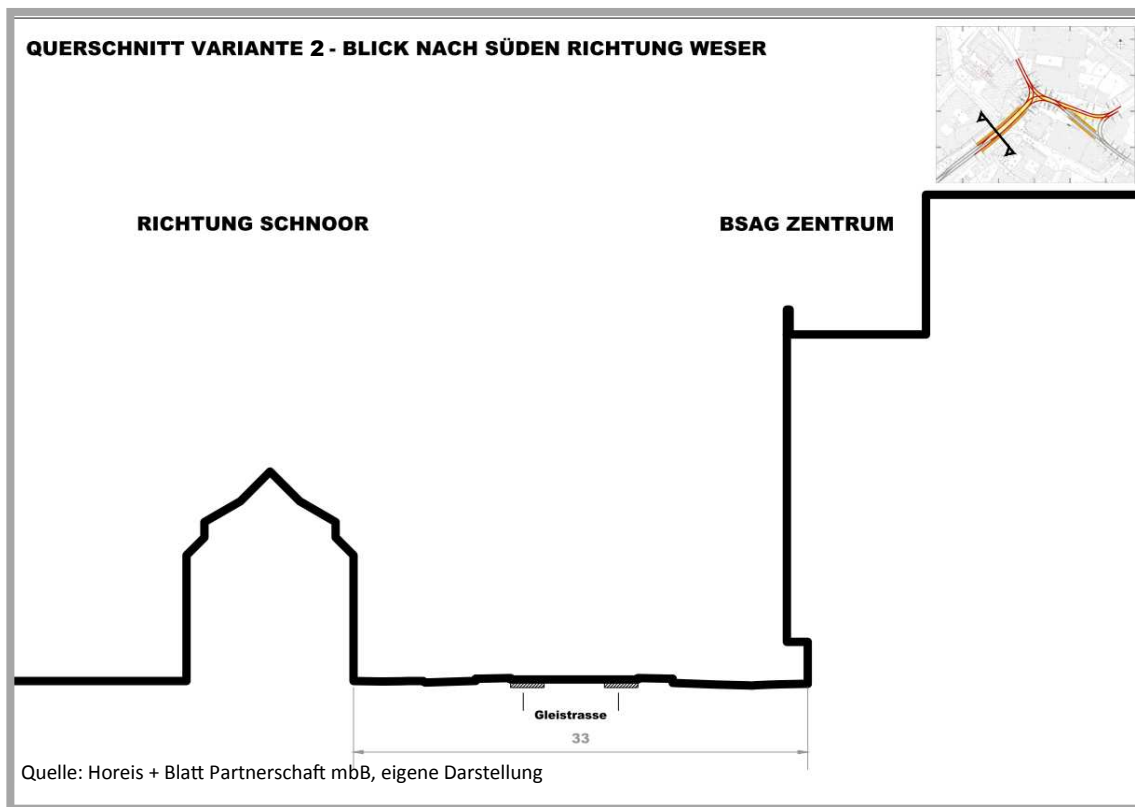 QUERSCHNITT VARIANTE 2 - BLICK NACH SÜDEN RICHTUNG WESER
RICHTUNG SCHNOOR
BSAG ZENTRUM
Gleistrasse
33
Quelle: Horeis + Blatt Partnerschaft mbB, eigene Darstellung